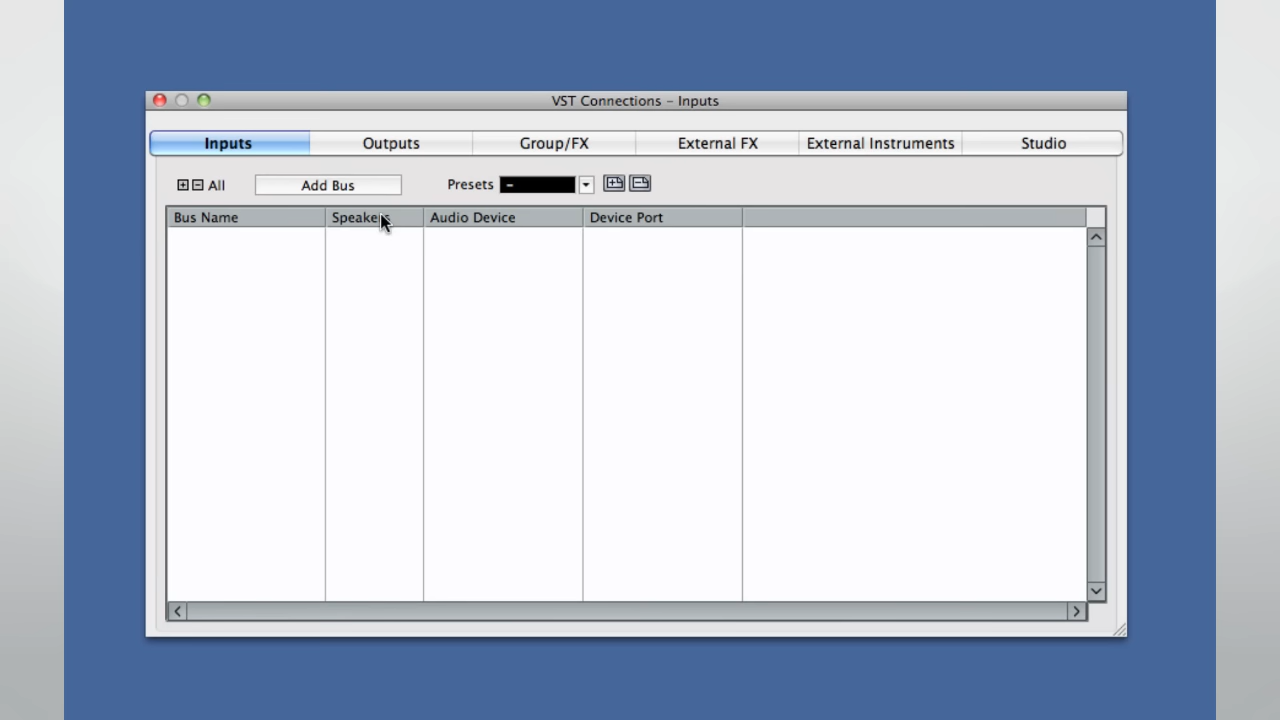 VST Connections – Inputs
Inputs Outputs Group/FX External FX External Instruments Studio
All Add Bus Presets –
Bus Name Speakers Audio Device Device Port